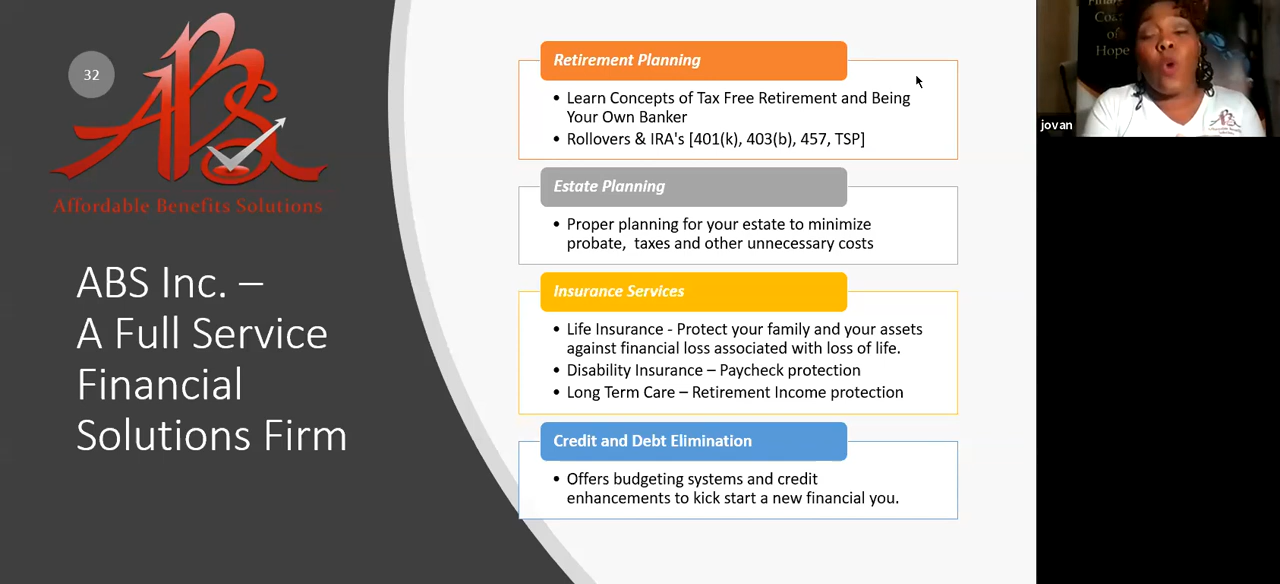 32
ABS
Affordable Benefits Solutions
ABS Inc. –
A Full Service
Financial
Solutions Firm
Retirement Planning
• Learn Concepts of Tax Free Retirement and Being
Your Own Banker
• Rollovers & IRA's [401(k), 403(b), 457, TSP]
Estate Planning
• Proper planning for your estate to minimize
probate,  taxes and other unnecessary costs
Insurance Services
• Life Insurance - Protect your family and your assets
against financial loss associated with loss of life.
• Disability Insurance – Paycheck protection
• Long Term Care – Retirement Income protection
Credit and Debt Elimination
• Offers budgeting systems and credit
enhancements to kick start a new financial you.
of
Hope
jovan